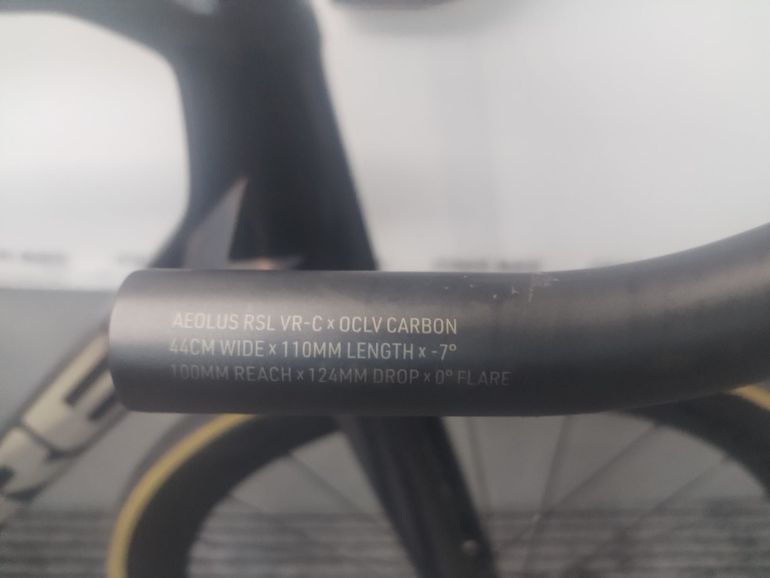 AEOLUS RSL VR-C × OCLV CARBON
44CM WIDE × 110MM LENGTH × -7°
100MM REACH × 124MM DROP × 0° FLARE